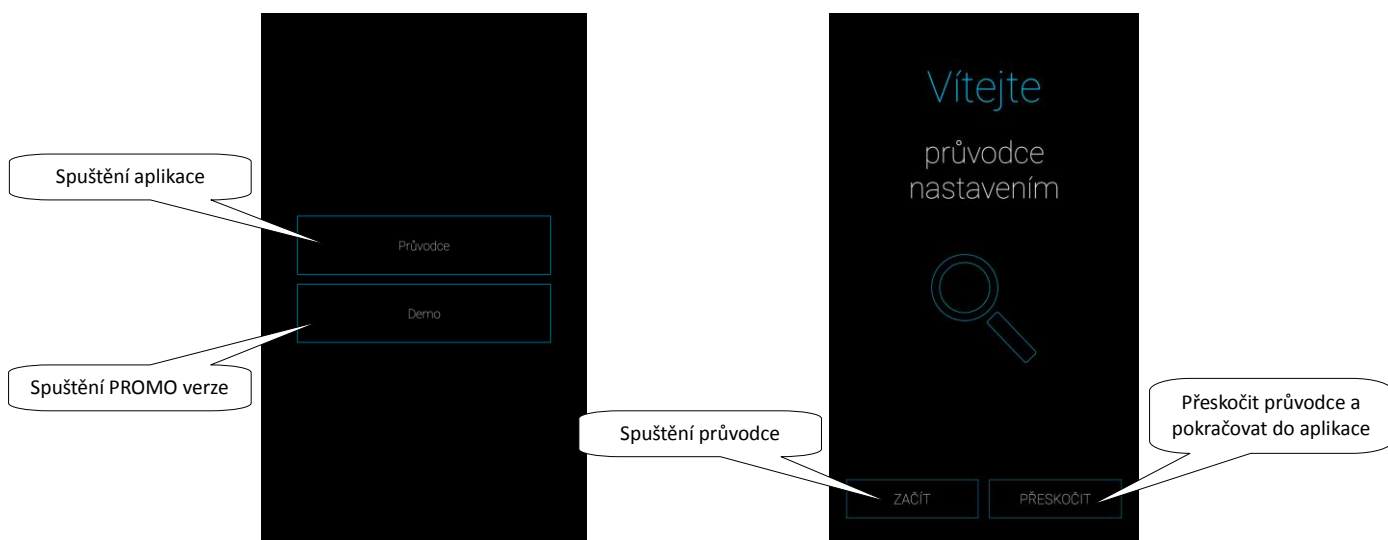 Spuštění aplikace
Průvodce
Demo
Spuštění PROMO verze
Vítejte
průvodce
nastavením
Spuštění průvodce
Přeskočit průvodce a
pokračovat do aplikace
ZAČÍT
PŘESKOČIT